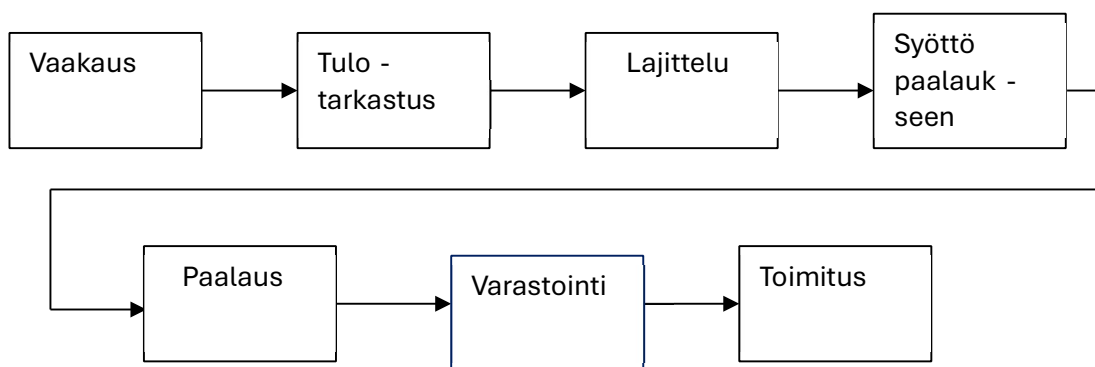 Vaakaus
Tulo -
tarkastus
Lajittelu
Syöttö
paalauk -
seen
Paalaus
Varastointi
Toimitus